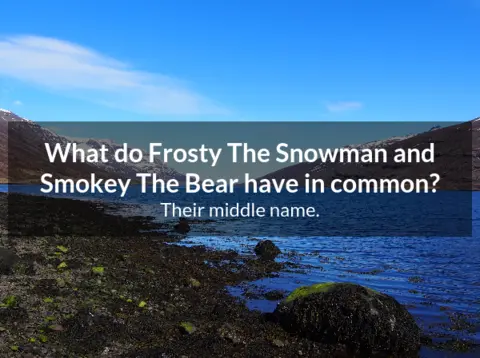 What do Frosty The Snowman and
Smokey The Bear have in common?
Their middle name.